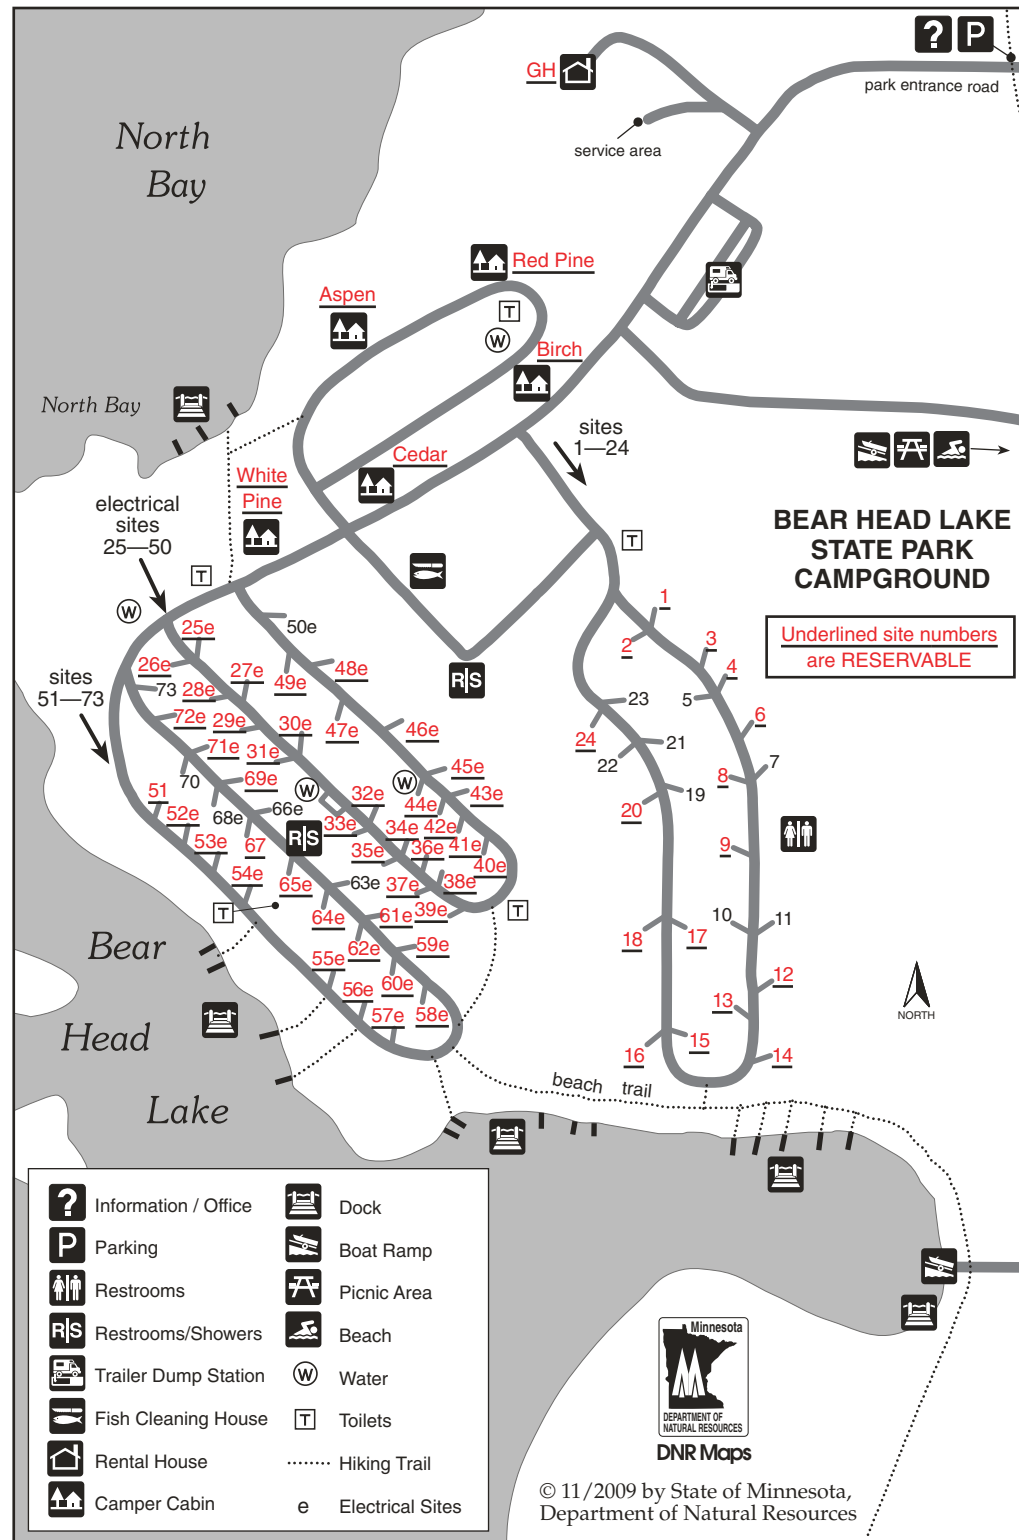 ?
P
GH
park entrance road
service area
North
Bay
Red Pine
Aspen
T
W
Birch
North Bay
sites
1—24
Cedar
White
Pine
electrical
sites
25—50
BEAR HEAD LAKE
STATE PARK
CAMPGROUND
Underlined site numbers
are RESERVABLE
T
T
W
R|S
sites
51—73
1
2
3
4
5
6
7
8
9
10
11
12
13
14
15
16
17
18
19
20
21
22
23
24
25e
26e
27e
28e
29e
30e
31e
32e
33e
34e
35e
36e
37e
38e
39e
40e
41e
42e
43e
44e
45e
46e
47e
48e
49e
50e
51
52e
53e
54e
55e
56e
57e
58e
59e
60e
61e
62e
63e
64e
65e
66e
67
68e
69e
70
71e
72e
73
W
W
R|S
T
T
Bear
Head
Lake
NORTH
beach trail
? Information / Office
P Parking
Restrooms
R|S Restrooms/Showers
Trailer Dump Station
Fish Cleaning House
Rental House
Camper Cabin
Dock
Boat Ramp
Picnic Area
Beach
W Water
T Toilets
Hiking Trail
e Electrical Sites
Minnesota
DEPARTMENT OF
NATURAL RESOURCES
DNR Maps
© 11/2009 by State of Minnesota,
Department of Natural Resources